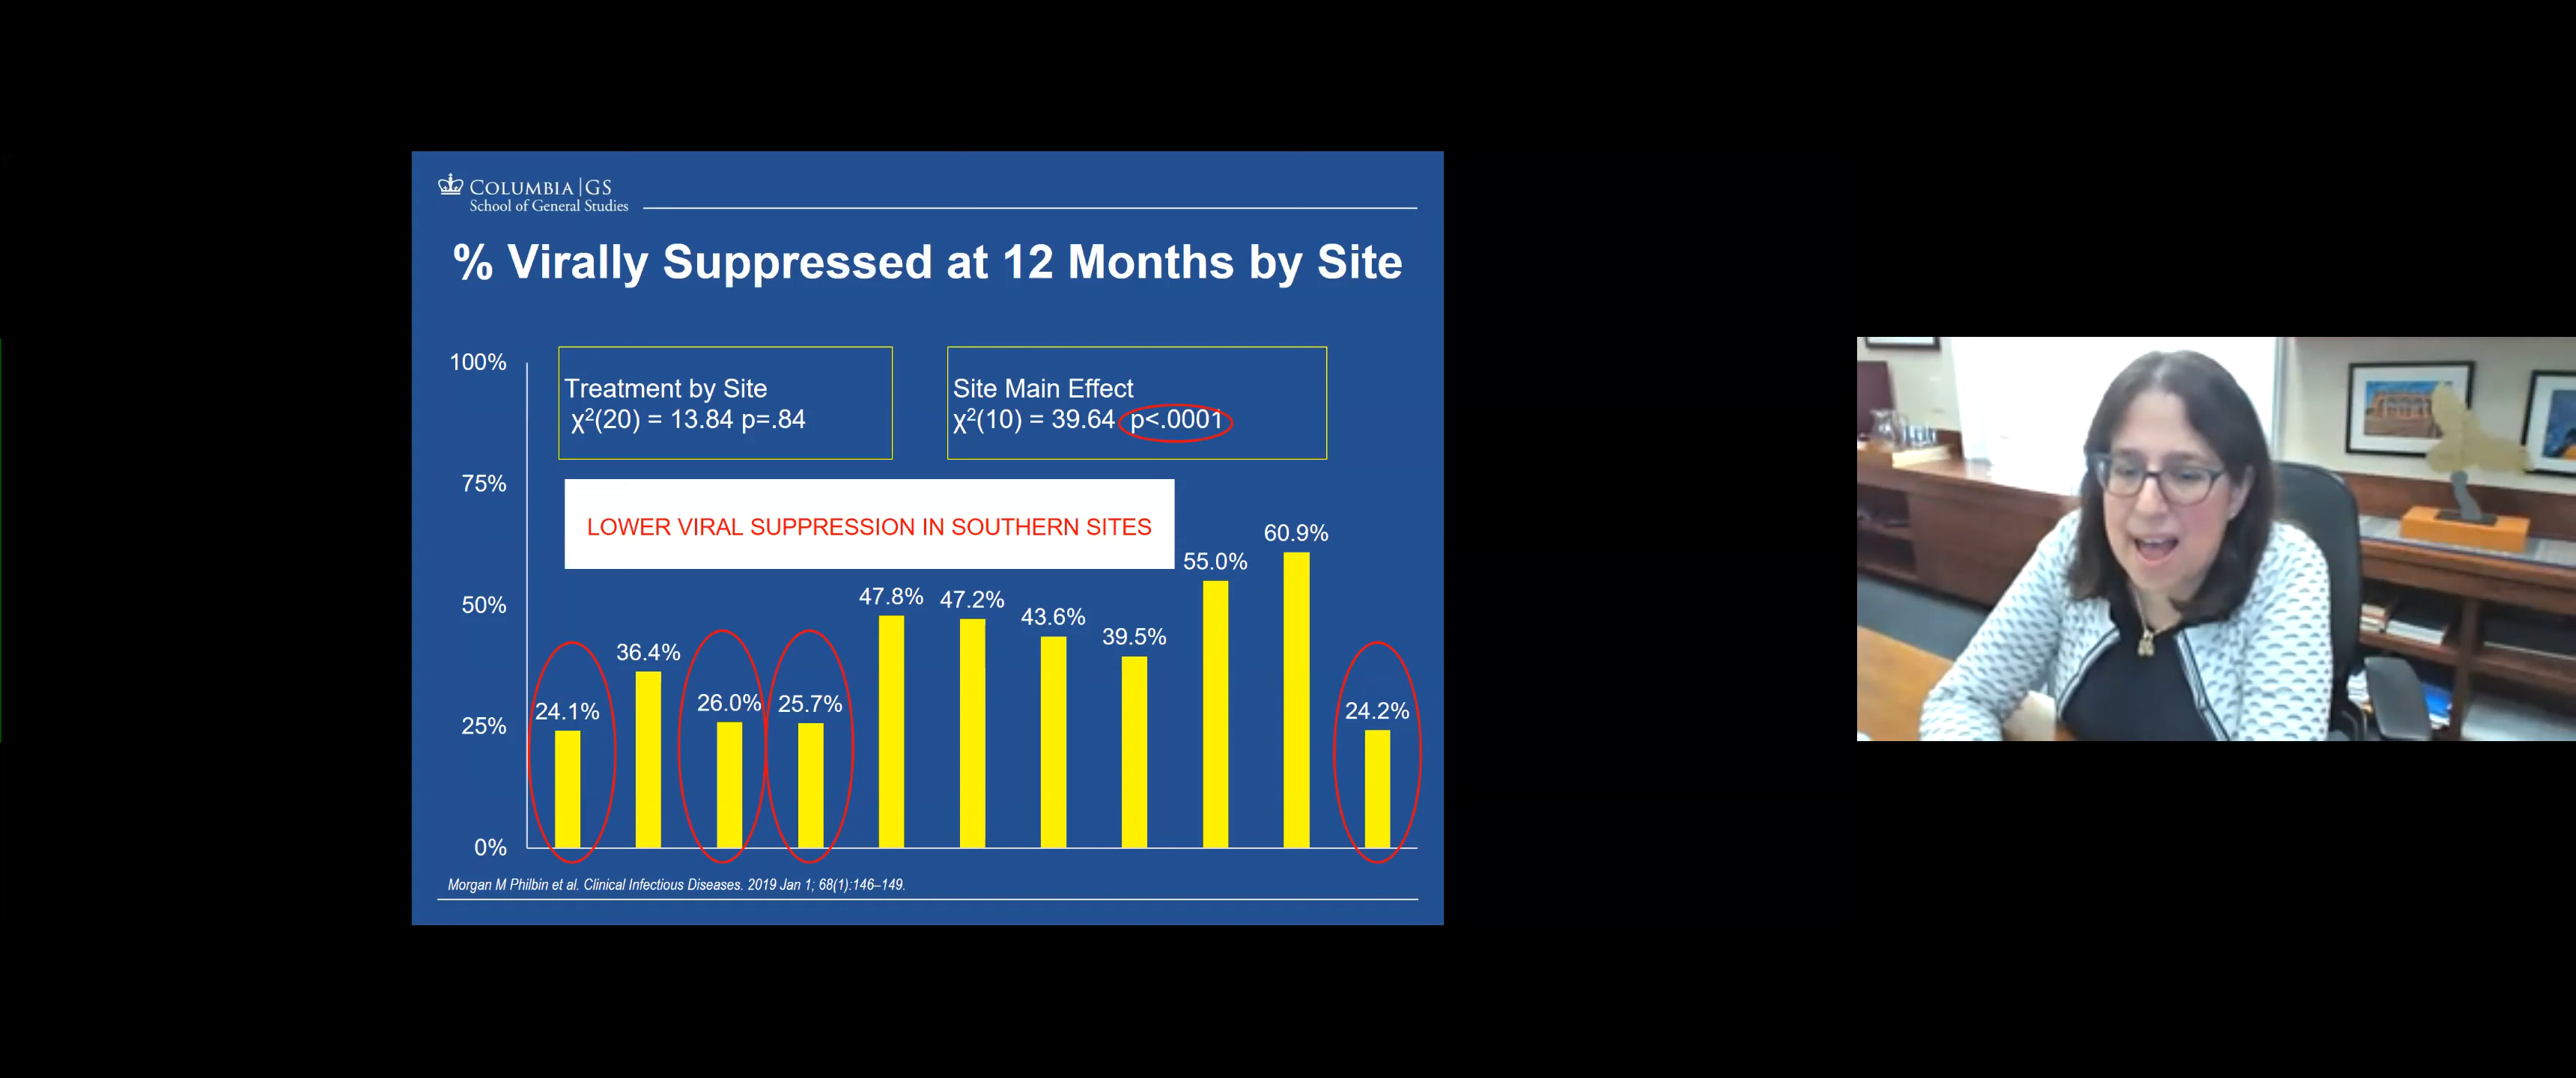 COLUMBIA | GS
School of General Studies
% Virally Suppressed at 12 Months by Site
100%
75%
50%
25%
0%
Treatment by Site
χ²(20) = 13.84 p=.84
Site Main Effect
χ²(10) = 39.64 p<.0001
LOWER VIRAL SUPPRESSION IN SOUTHERN SITES
24.1%
36.4%
26.0%
25.7%
47.8%
47.2%
43.6%
39.5%
55.0%
60.9%
24.2%
Morgan M Philbin et al. Clinical Infectious Diseases. 2019 Jan 1; 68(1):146–149.